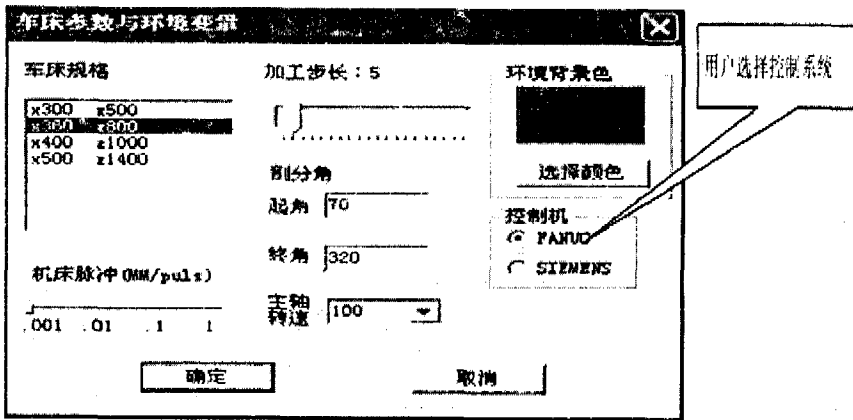 车床参数与环境变量
车床规格
x300 z500
x360 z800
x400 z1000
x500 z1400
机床脉冲(MM/puls)
.001 .01 .1 1
加工步长：5
剖分角
起角 70
终角 320
主轴转速 100
环境背景色
选择颜色
控制机
FANUC
SIEMENS
确定
取消
用户选择控制系统